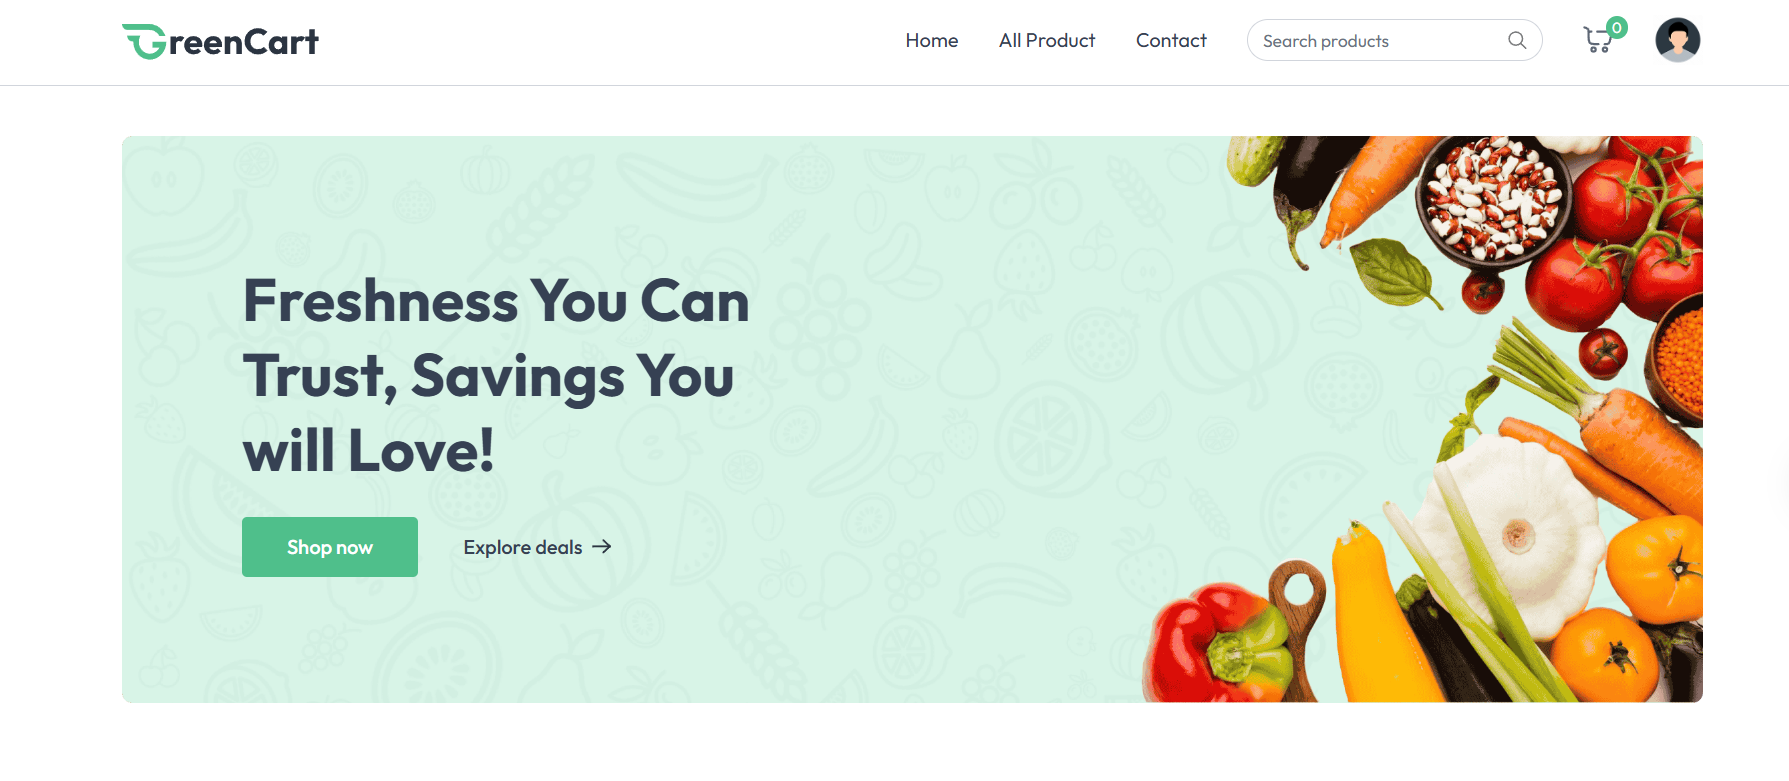 GreenCart
Home
All Product
Contact
Search products
0
Freshness You Can
Trust, Savings You
will Love!
Shop now
Explore deals